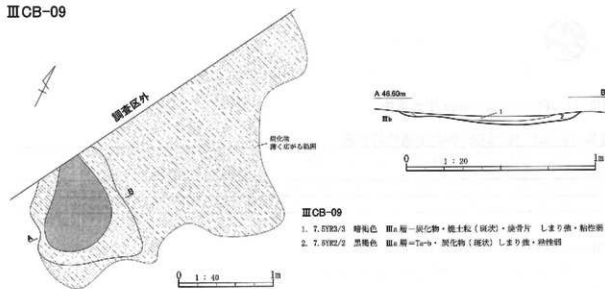 ⅢCB-09
調査区外
炭化物
薄く広がる範囲
A
B
0 1:40 1m
A 46.60m B
Ⅲb
1
0 1:20 1m
ⅢCB-09
1. 7.5YR3/3 暗褐色 Ⅲa層－炭化物・焼土粒(斑状)・焼骨片 しまり強・粘性弱
2. 7.5YR2/2 黒褐色 Ⅲa層＝Ta-b・炭化物(斑状)しまり強・粘性弱